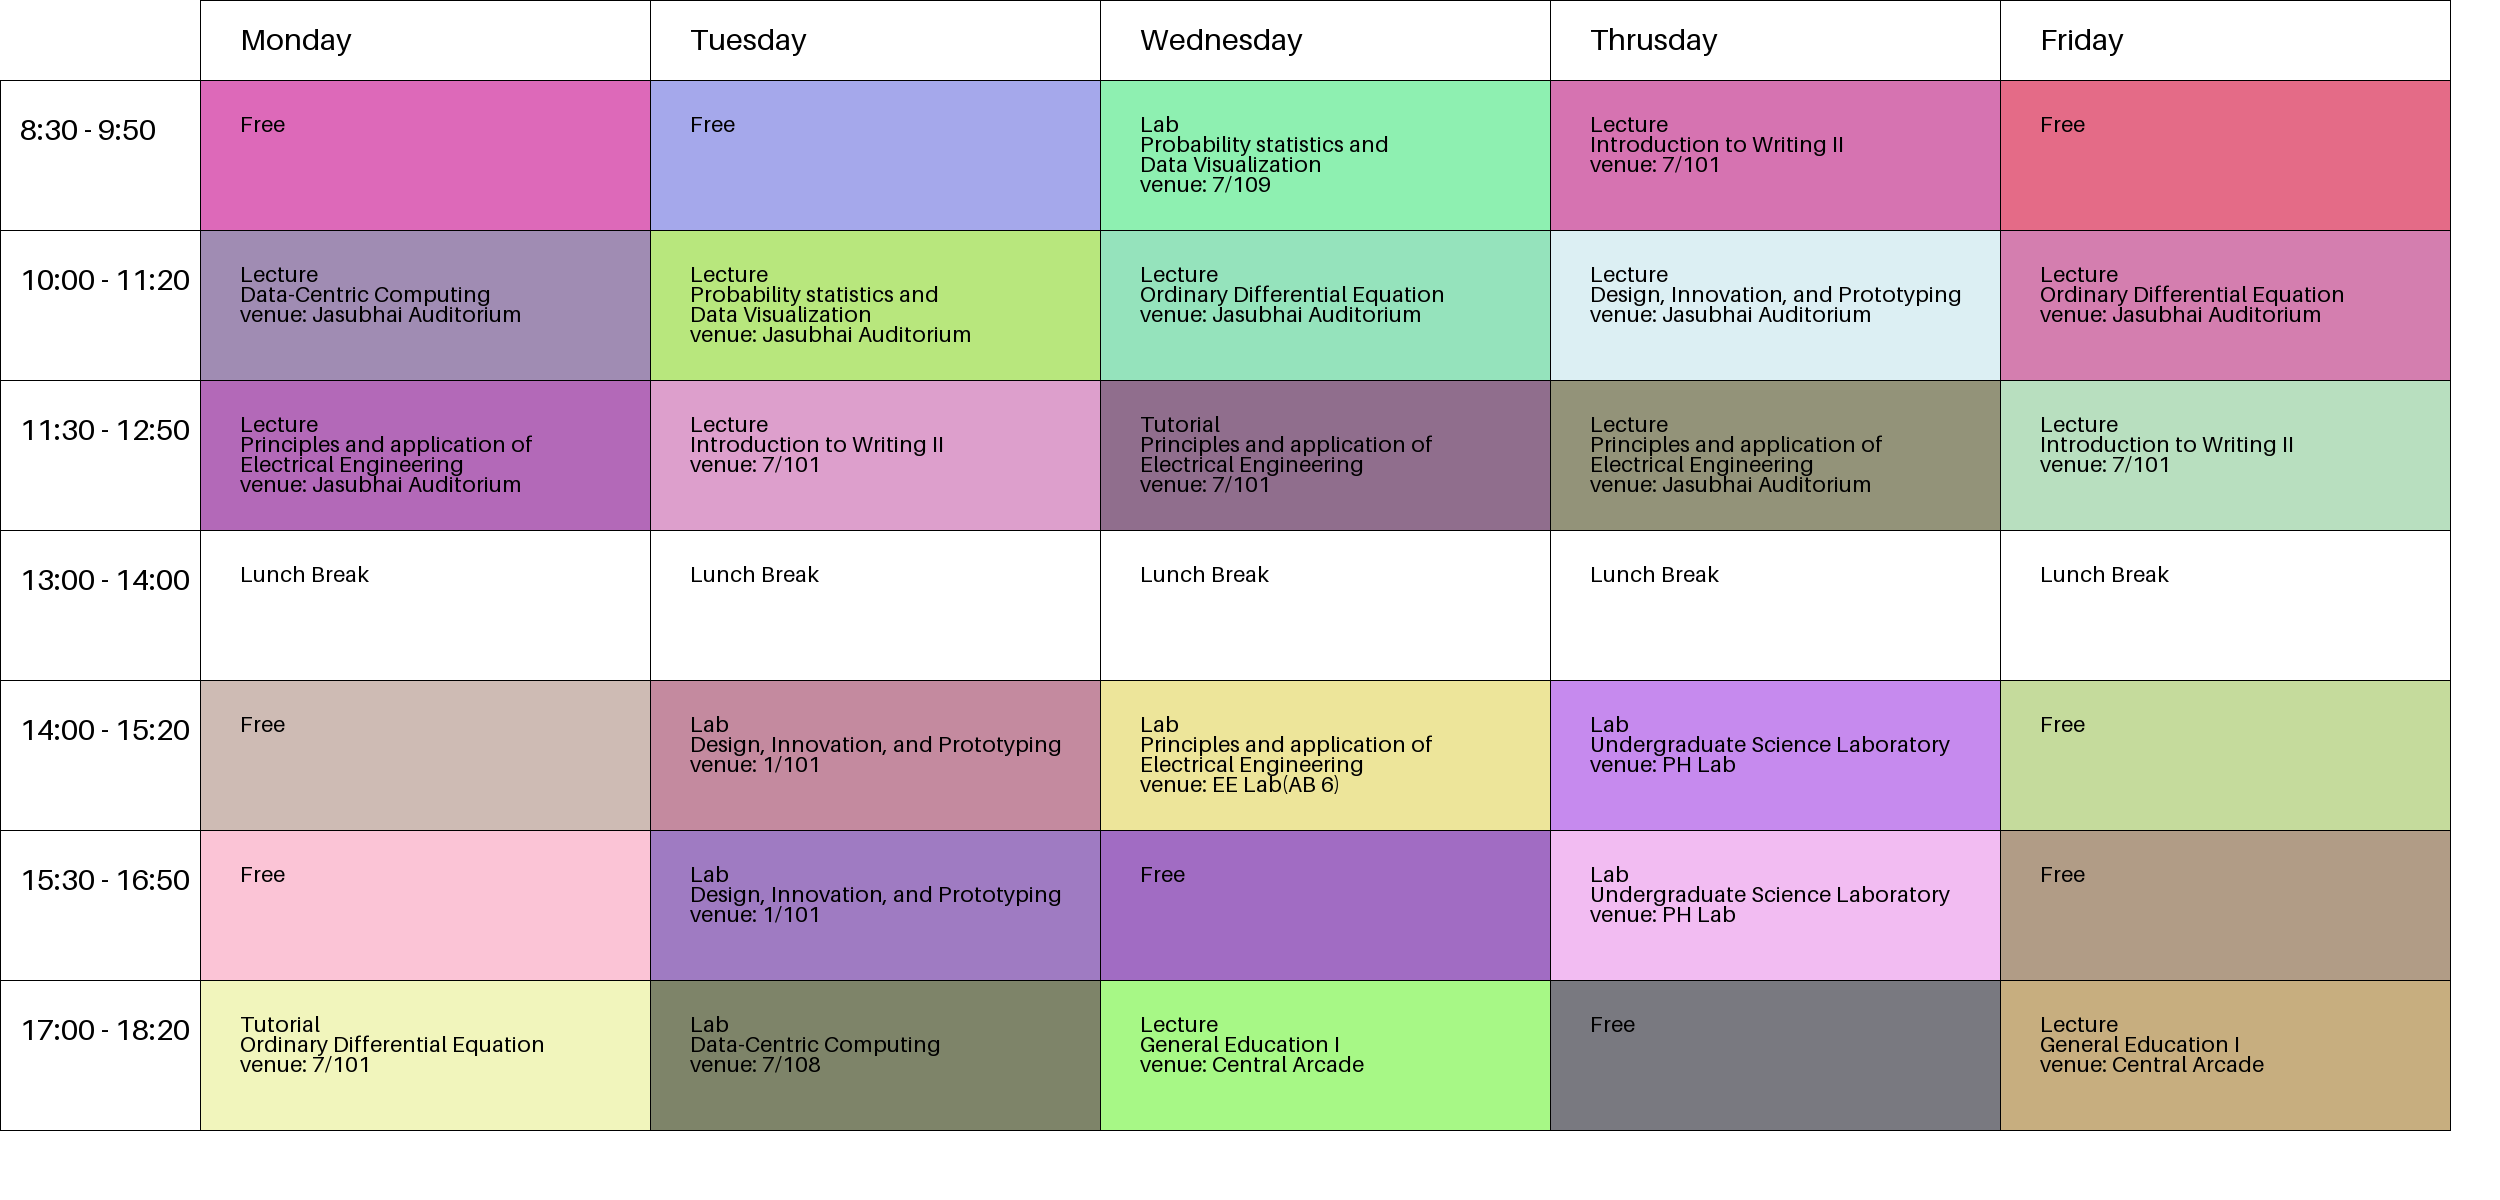 Monday
Tuesday
Wednesday
Thrusday
Friday
8:30 - 9:50
Free
Free
Lab
Probability statistics and
Data Visualization
venue: 7/109
Lecture
Introduction to Writing II
venue: 7/101
Free
10:00 - 11:20
Lecture
Data-Centric Computing
venue: Jasubhai Auditorium
Lecture
Probability statistics and
Data Visualization
venue: Jasubhai Auditorium
Lecture
Ordinary Differential Equation
venue: Jasubhai Auditorium
Lecture
Design, Innovation, and Prototyping
venue: Jasubhai Auditorium
Lecture
Ordinary Differential Equation
venue: Jasubhai Auditorium
11:30 - 12:50
Lecture
Principles and application of
Electrical Engineering
venue: Jasubhai Auditorium
Lecture
Introduction to Writing II
venue: 7/101
Tutorial
Principles and application of
Electrical Engineering
venue: 7/101
Lecture
Principles and application of
Electrical Engineering
venue: Jasubhai Auditorium
Lecture
Introduction to Writing II
venue: 7/101
13:00 - 14:00
Lunch Break
Lunch Break
Lunch Break
Lunch Break
Lunch Break
14:00 - 15:20
Free
Lab
Design, Innovation, and Prototyping
venue: 1/101
Lab
Principles and application of
Electrical Engineering
venue: EE Lab(AB 6)
Lab
Undergraduate Science Laboratory
venue: PH Lab
Free
15:30 - 16:50
Free
Lab
Design, Innovation, and Prototyping
venue: 1/101
Free
Lab
Undergraduate Science Laboratory
venue: PH Lab
Free
17:00 - 18:20
Tutorial
Ordinary Differential Equation
venue: 7/101
Lab
Data-Centric Computing
venue: 7/108
Lecture
General Education I
venue: Central Arcade
Free
Lecture
General Education I
venue: Central Arcade